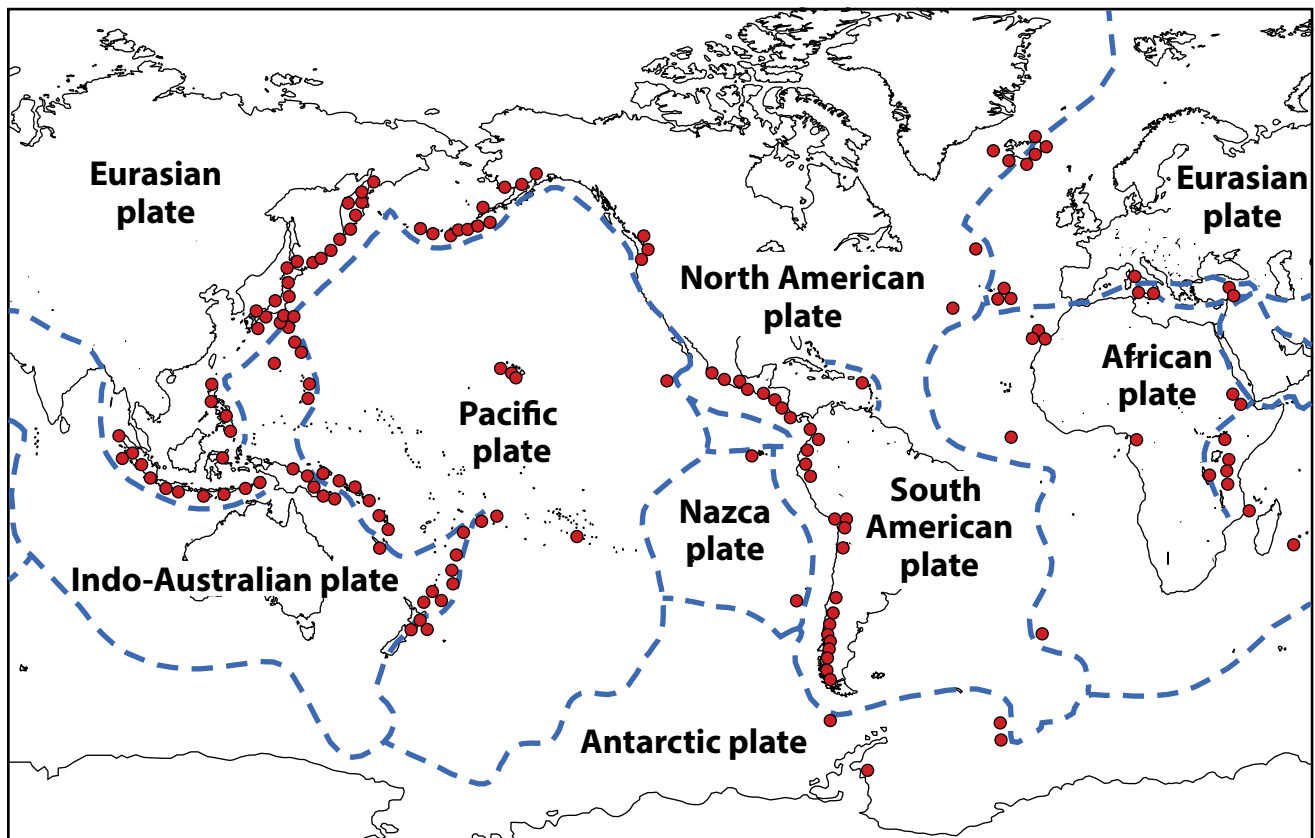 Eurasian
plate
Eurasian
plate
North American
plate
African
plate
Pacific
plate
Nazca
plate
South
American
plate
Indo-Australian plate
Antarctic plate